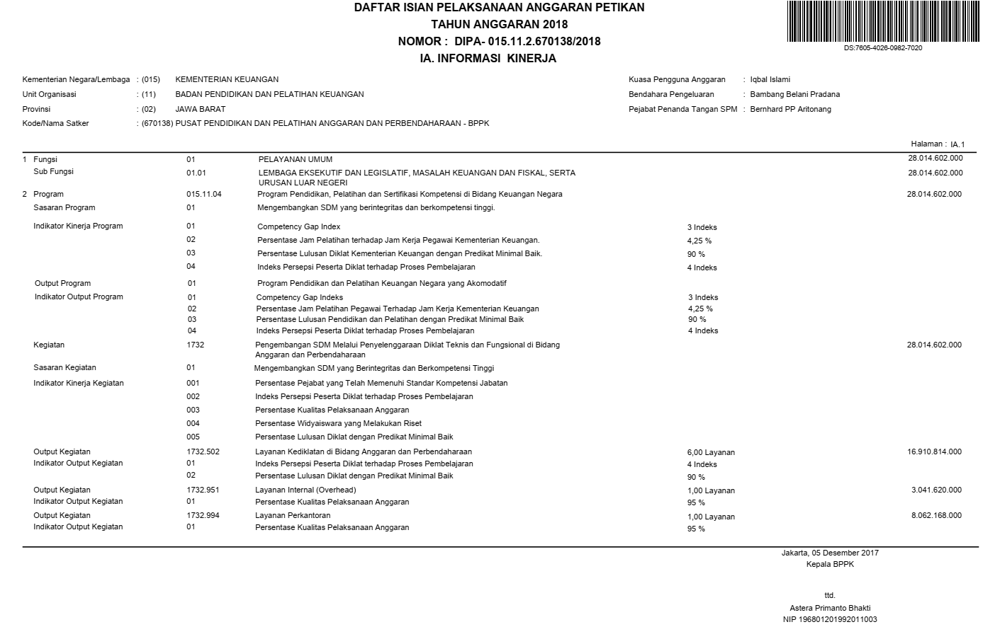 DAFTAR ISIAN PELAKSANAAN ANGGARAN PETIKAN
TAHUN ANGGARAN 2018
NOMOR : DIPA- 015.11.2.670138/2018
IA. INFORMASI KINERJA
DS:7605-4026-0982-7020
Kementerian Negara/Lembaga : (015) KEMENTERIAN KEUANGAN Kuasa Pengguna Anggaran : Iqbal Islami
Unit Organisasi : (11) BADAN PENDIDIKAN DAN PELATIHAN KEUANGAN Bendahara Pengeluaran : Bambang Belani Pradana
Provinsi : (02) JAWA BARAT Pejabat Penanda Tangan SPM : Bernhard PP Aritonang
Kode/Nama Satker : (670138) PUSAT PENDIDIKAN DAN PELATIHAN ANGGARAN DAN PERBENDAHARAAN - BPPK
Halaman : IA.1
1 Fungsi 01 PELAYANAN UMUM 28.014.602.000
Sub Fungsi 01.01 LEMBAGA EKSEKUTIF DAN LEGISLATIF, MASALAH KEUANGAN DAN FISKAL, SERTA 28.014.602.000
URUSAN LUAR NEGERI
2 Program 015.11.04 Program Pendidikan, Pelatihan dan Sertifikasi Kompetensi di Bidang Keuangan Negara 28.014.602.000
Sasaran Program 01 Mengembangkan SDM yang berintegritas dan berkompetensi tinggi.
Indikator Kinerja Program 01 Competency Gap Index 3 Indeks
02 Persentase Jam Pelatihan terhadap Jam Kerja Pegawai Kementerian Keuangan. 4,25 %
03 Persentase Lulusan Diklat Kementerian Keuangan dengan Predikat Minimal Baik. 90 %
04 Indeks Persepsi Peserta Diklat terhadap Proses Pembelajaran 4 Indeks
Output Program 01 Program Pendidikan dan Pelatihan Keuangan Negara yang Akomodatif
Indikator Output Program 01 Competency Gap Indeks 3 Indeks
02 Persentase Jam Pelatihan Pegawai Terhadap Jam Kerja Kementerian Keuangan 4,25 %
03 Persentase Lulusan Pendidikan dan Pelatihan dengan Predikat Minimal Baik 90 %
04 Indeks Persepsi Peserta Diklat terhadap Proses Pembelajaran 4 Indeks
Kegiatan 1732 Pengembangan SDM Melalui Penyelenggaraan Diklat Teknis dan Fungsional di Bidang 28.014.602.000
Anggaran dan Perbendaharaan
Sasaran Kegiatan 01 Mengembangkan SDM yang Berintegritas dan Berkompetensi Tinggi
Indikator Kinerja Kegiatan 001 Persentase Pejabat yang Telah Memenuhi Standar Kompetensi Jabatan
002 Indeks Persepsi Peserta Diklat terhadap Proses Pembelajaran
003 Persentase Kualitas Pelaksanaan Anggaran
004 Persentase Widyaiswara yang Melakukan Riset
005 Persentase Lulusan Diklat dengan Predikat Minimal Baik
Output Kegiatan 1732.502 Layanan Kediklatan di Bidang Anggaran dan Perbendaharaan 6,00 Layanan 16.910.814.000
Indikator Output Kegiatan 01 Indeks Persepsi Peserta Diklat terhadap Proses Pembelajaran 4 Indeks
02 Persentase Lulusan Diklat dengan Predikat Minimal Baik 90 %
Output Kegiatan 1732.951 Layanan Internal (Overhead) 1,00 Layanan 3.041.620.000
Indikator Output Kegiatan 01 Persentase Kualitas Pelaksanaan Anggaran 95 %
Output Kegiatan 1732.994 Layanan Perkantoran 1,00 Layanan 8.062.168.000
Indikator Output Kegiatan 01 Persentase Kualitas Pelaksanaan Anggaran 95 %
Jakarta, 05 Desember 2017
Kepala BPPK
ttd.
Astera Primanto Bhakti
NIP 196801201992011003